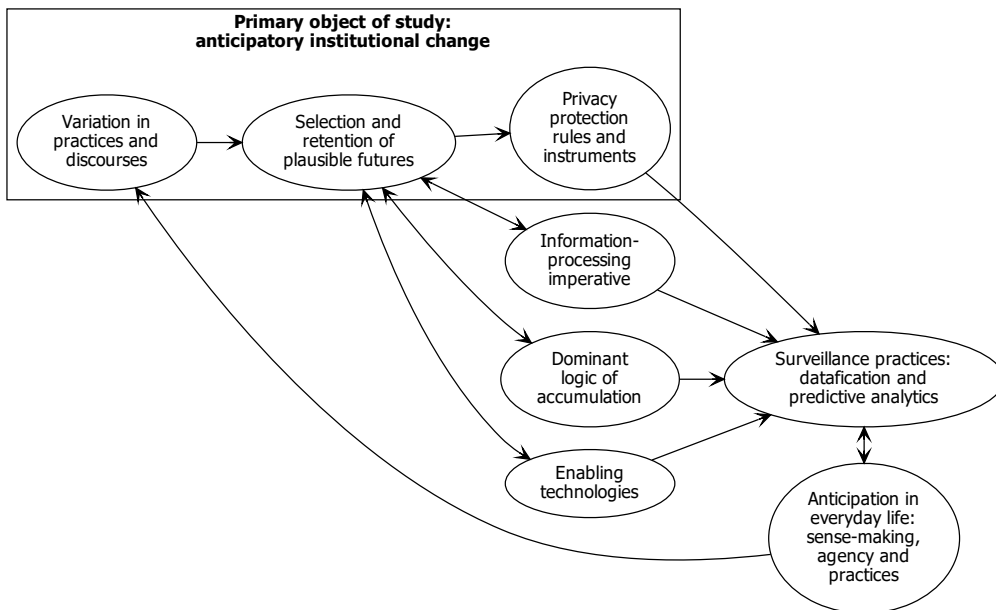 Primary object of study:
anticipatory institutional change
Variation in
practices and
discourses
Selection and
retention of
plausible futures
Privacy
protection
rules and
instruments
Information-
processing
imperative
Dominant
logic of
accumulation
Enabling
technologies
Surveillance practices:
datafication and
predictive analytics
Anticipation in
everyday life:
sense-making,
agency and
practices